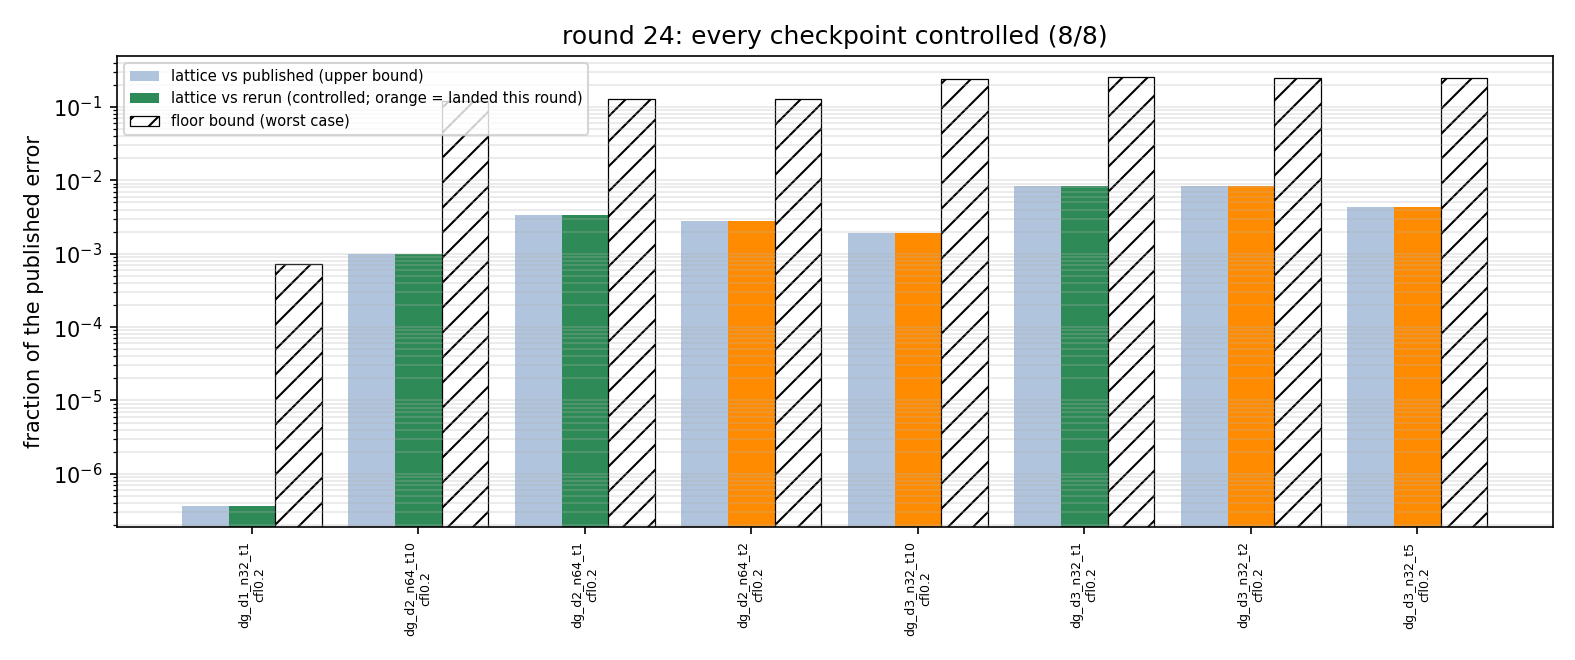 round 24: every checkpoint controlled (8/8)
lattice vs published (upper bound)
lattice vs rerun (controlled; orange = landed this round)
floor bound (worst case)
fraction of the published error
10⁻¹
10⁻²
10⁻³
10⁻⁴
10⁻⁵
10⁻⁶
dg_d1_n32_t1
cfl0.2
dg_d2_n64_t10
cfl0.2
dg_d2_n64_t1
cfl0.2
dg_d2_n64_t2
cfl0.2
dg_d3_n32_t10
cfl0.2
dg_d3_n32_t1
cfl0.2
dg_d3_n32_t2
cfl0.2
dg_d3_n32_t5
cfl0.2